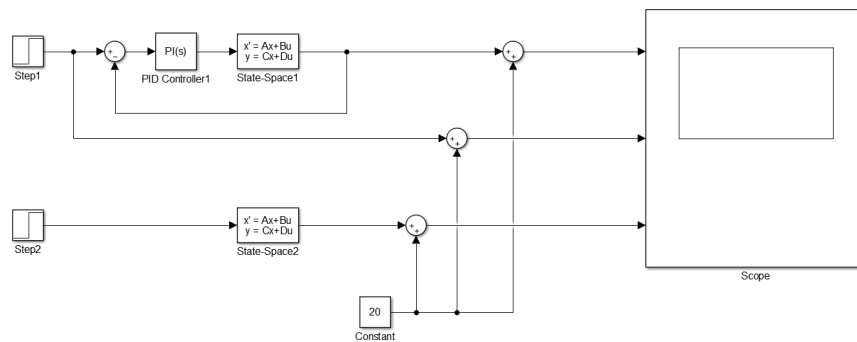 Step1
+
−
PI(s)
PID Controller1
x' = Ax+Bu
y = Cx+Du
State-Space1
+
+
+
+
Step2
x' = Ax+Bu
y = Cx+Du
State-Space2
+
+
20
Constant
Scope